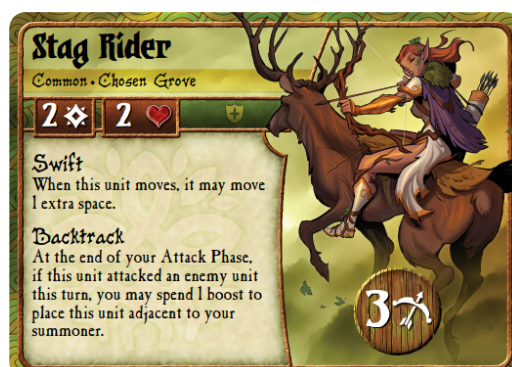 Stag Rider
Common • Chosen Grove
2 2
Swift
When this unit moves, it may move
1 extra space.
Backtrack
At the end of your Attack Phase,
if this unit attacked an enemy unit
this turn, you may spend 1 boost to
place this unit adjacent to your
summoner.
3